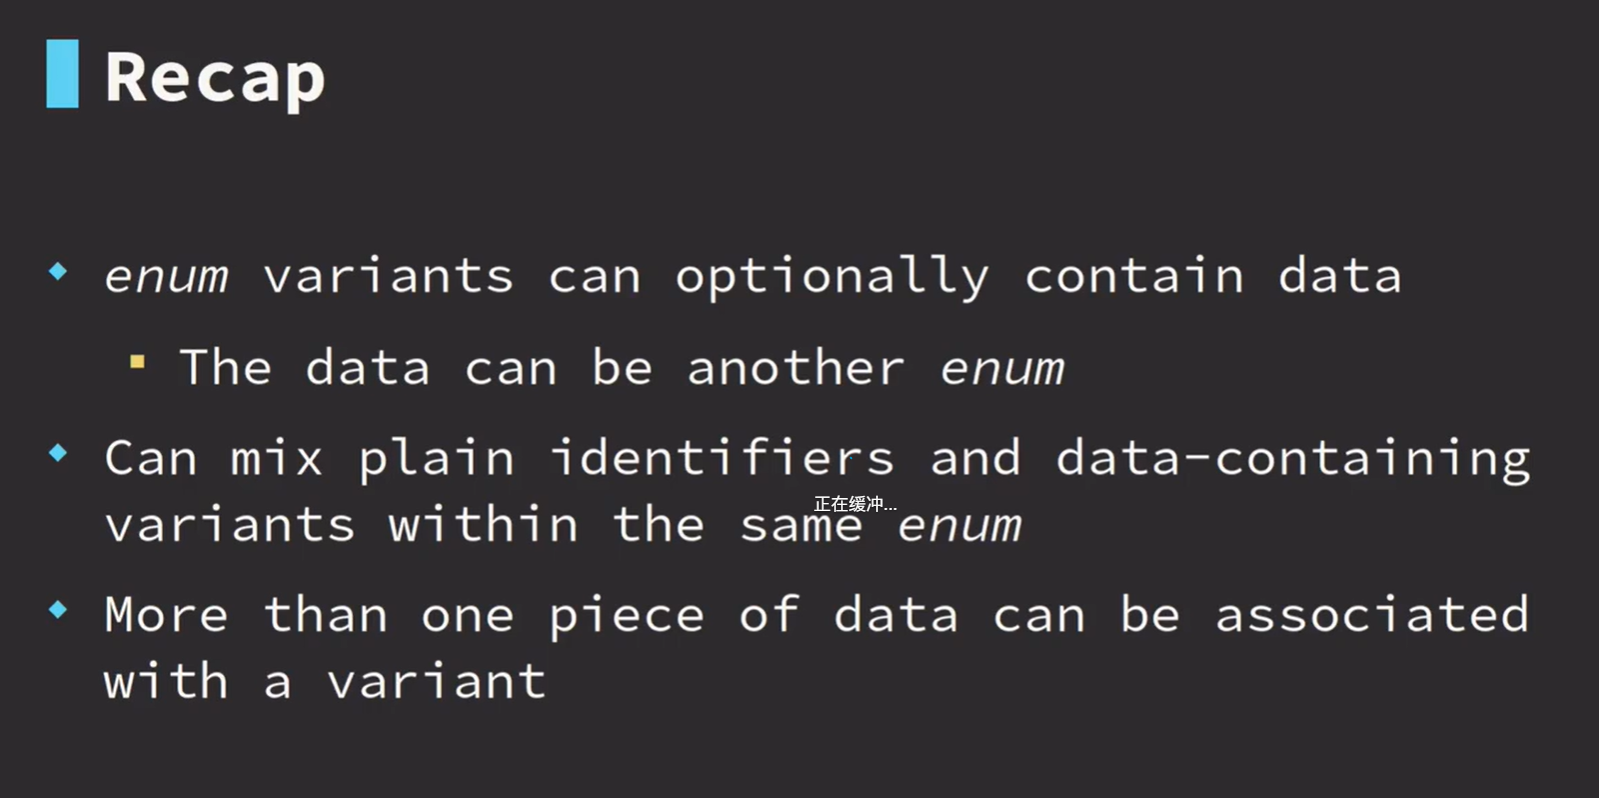 Recap
enum variants can optionally contain data
The data can be another enum
Can mix plain identifiers and data-containing
正在缓冲...
variants within the same enum
More than one piece of data can be associated
with a variant